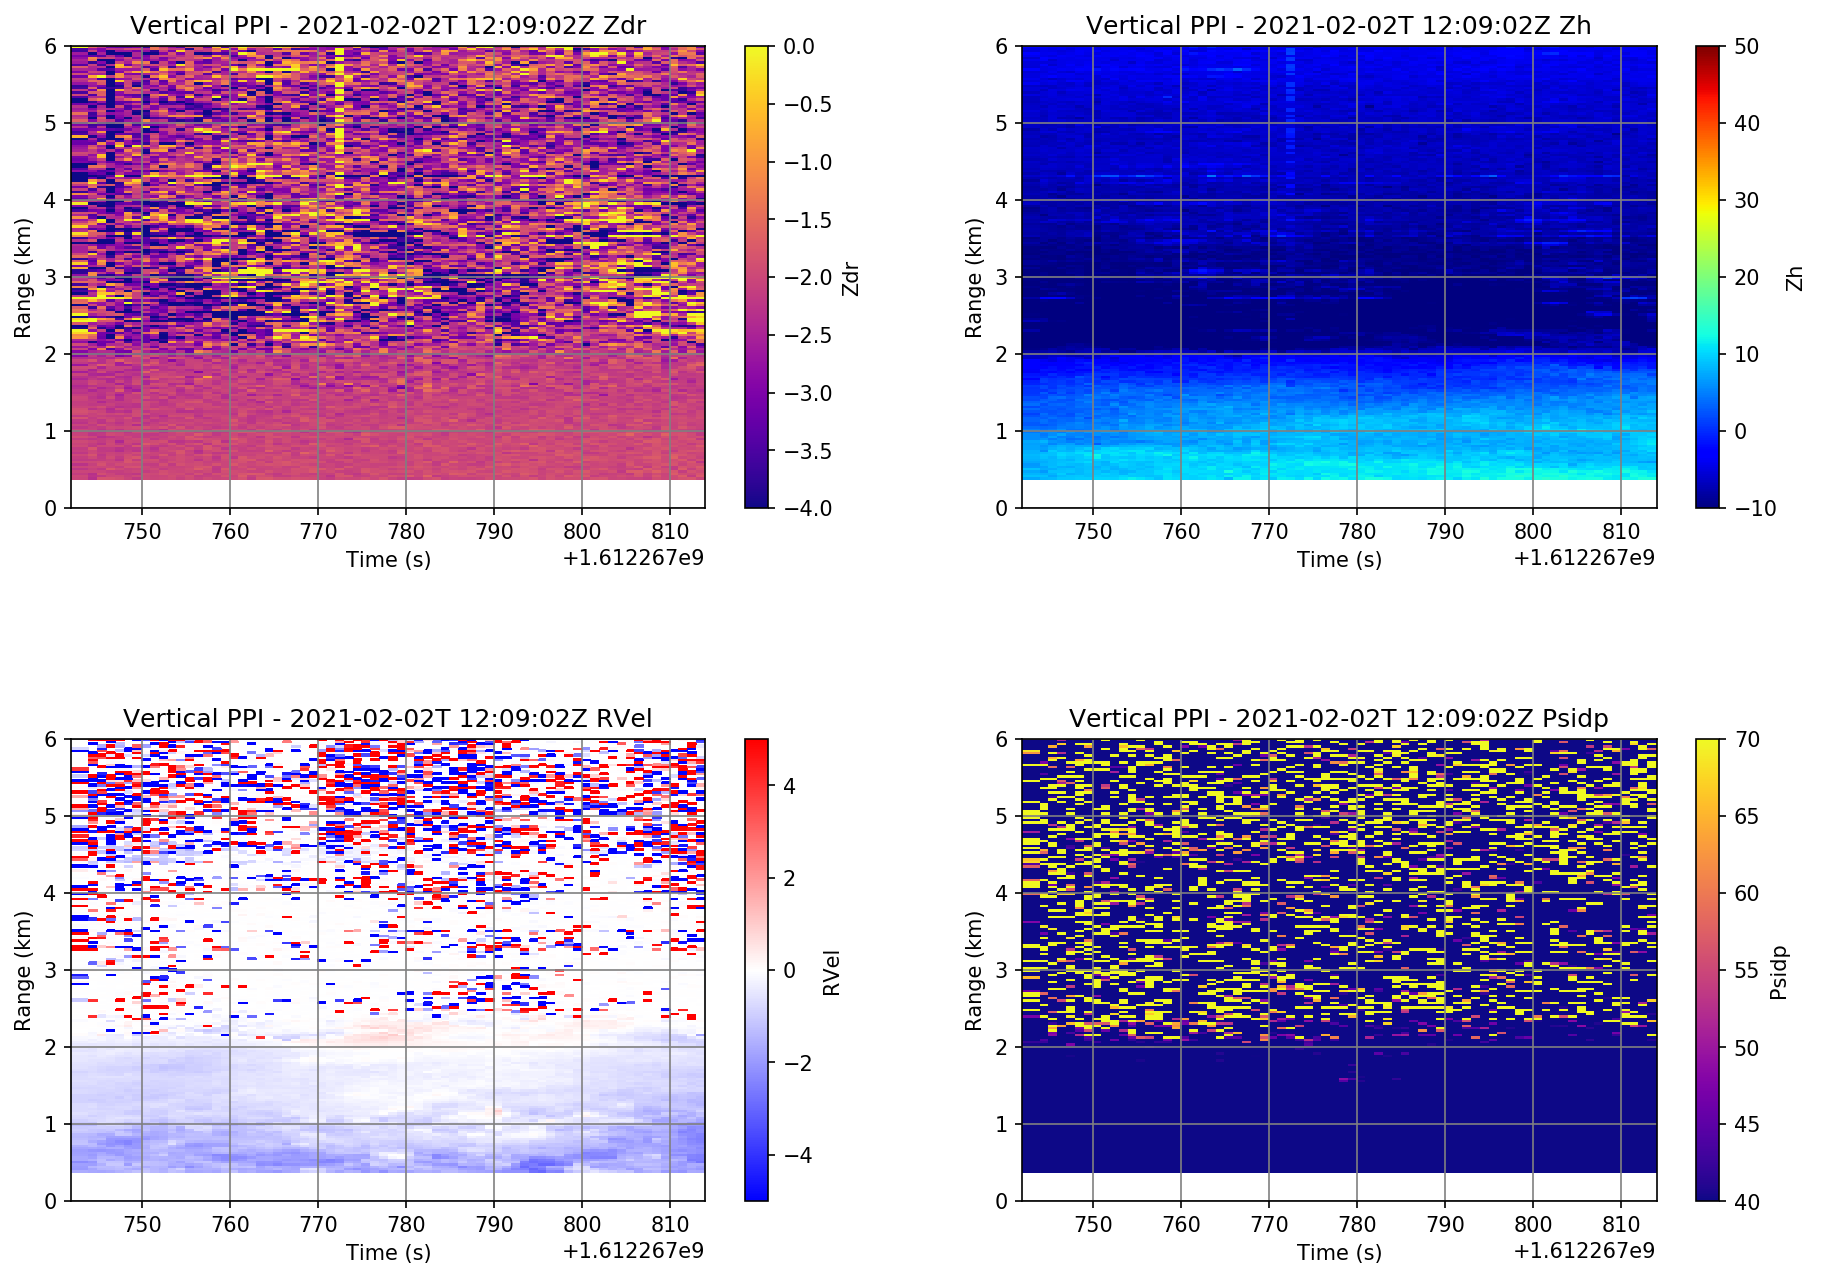 Vertical PPI - 2021-02-02T 12:09:02Z Zdr
6
5
4
3
2
1
0
Range (km)
750 760 770 780 790 800 810
Time (s)
+1.612267e9
0.0
−0.5
−1.0
−1.5
−2.0
−2.5
−3.0
−3.5
−4.0
Zdr
Vertical PPI - 2021-02-02T 12:09:02Z Zh
6
5
4
3
2
1
0
Range (km)
750 760 770 780 790 800 810
Time (s)
+1.612267e9
50
40
30
20
10
0
−10
Zh
Vertical PPI - 2021-02-02T 12:09:02Z RVel
6
5
4
3
2
1
0
Range (km)
750 760 770 780 790 800 810
Time (s)
+1.612267e9
4
2
0
−2
−4
RVel
Vertical PPI - 2021-02-02T 12:09:02Z Psidp
6
5
4
3
2
1
0
Range (km)
750 760 770 780 790 800 810
Time (s)
+1.612267e9
70
65
60
55
50
45
40
Psidp